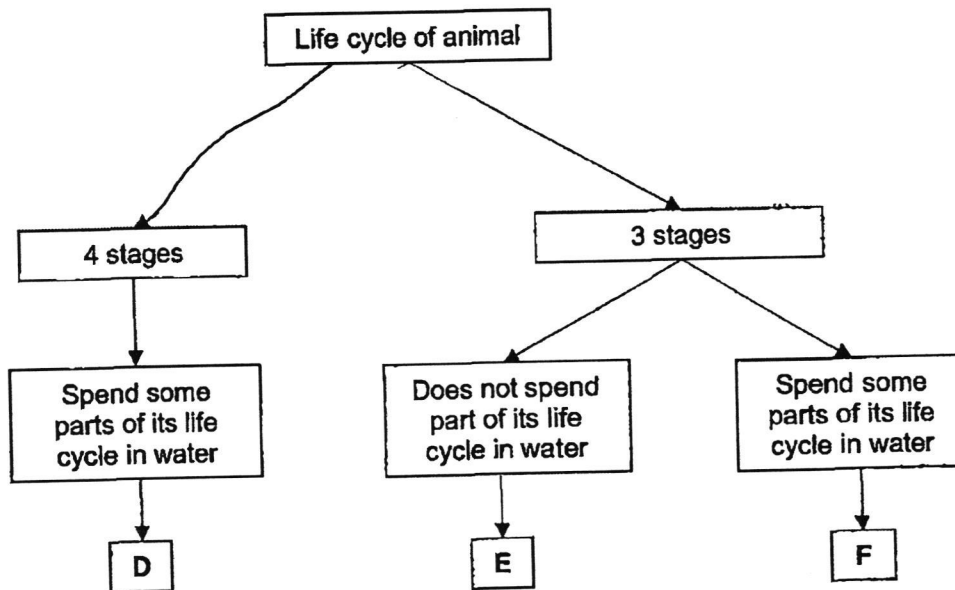 Life cycle of animal
4 stages
3 stages
Spend some
parts of its life
cycle in water
Does not spend
part of its life
cycle in water
Spend some
parts of its life
cycle in water
D
E
F